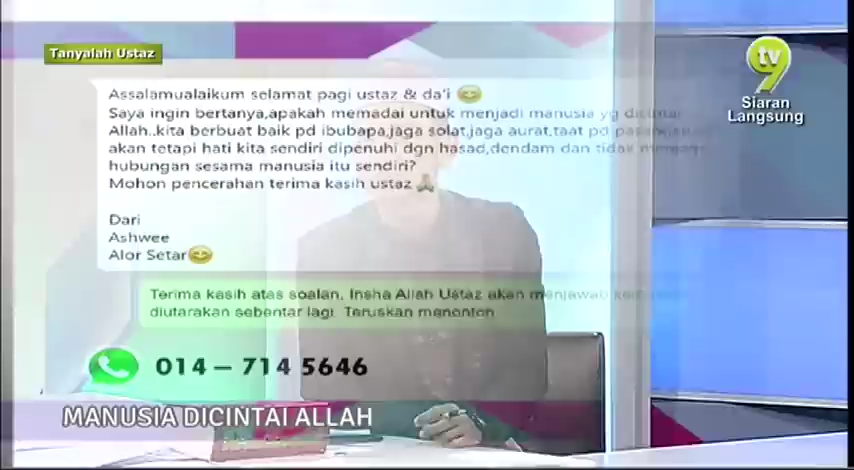 Tanyalah Ustaz
tv9
Siaran
Langsung
Assalamualaikum selamat pagi ustaz & da'i
Saya ingin bertanya,apakah memadai untuk menjadi manusia yg dicintai
Allah..kita berbuat baik pd ibubapa,jaga solat,jaga aurat,taat pd
akan tetapi hati kita sendiri dipenuhi dgn hasad,dendam dan tidak menjaga
hubungan sesama manusia itu sendiri?
Mohon pencerahan terima kasih ustaz
Dari
Ashwee
Alor Setar
Terima kasih atas soalan, Insha Allah Ustaz akan menjawab
diutarakan sebentar lagi. Teruskan menonton
014 – 714 5646
MANUSIA DICINTAI ALLAH